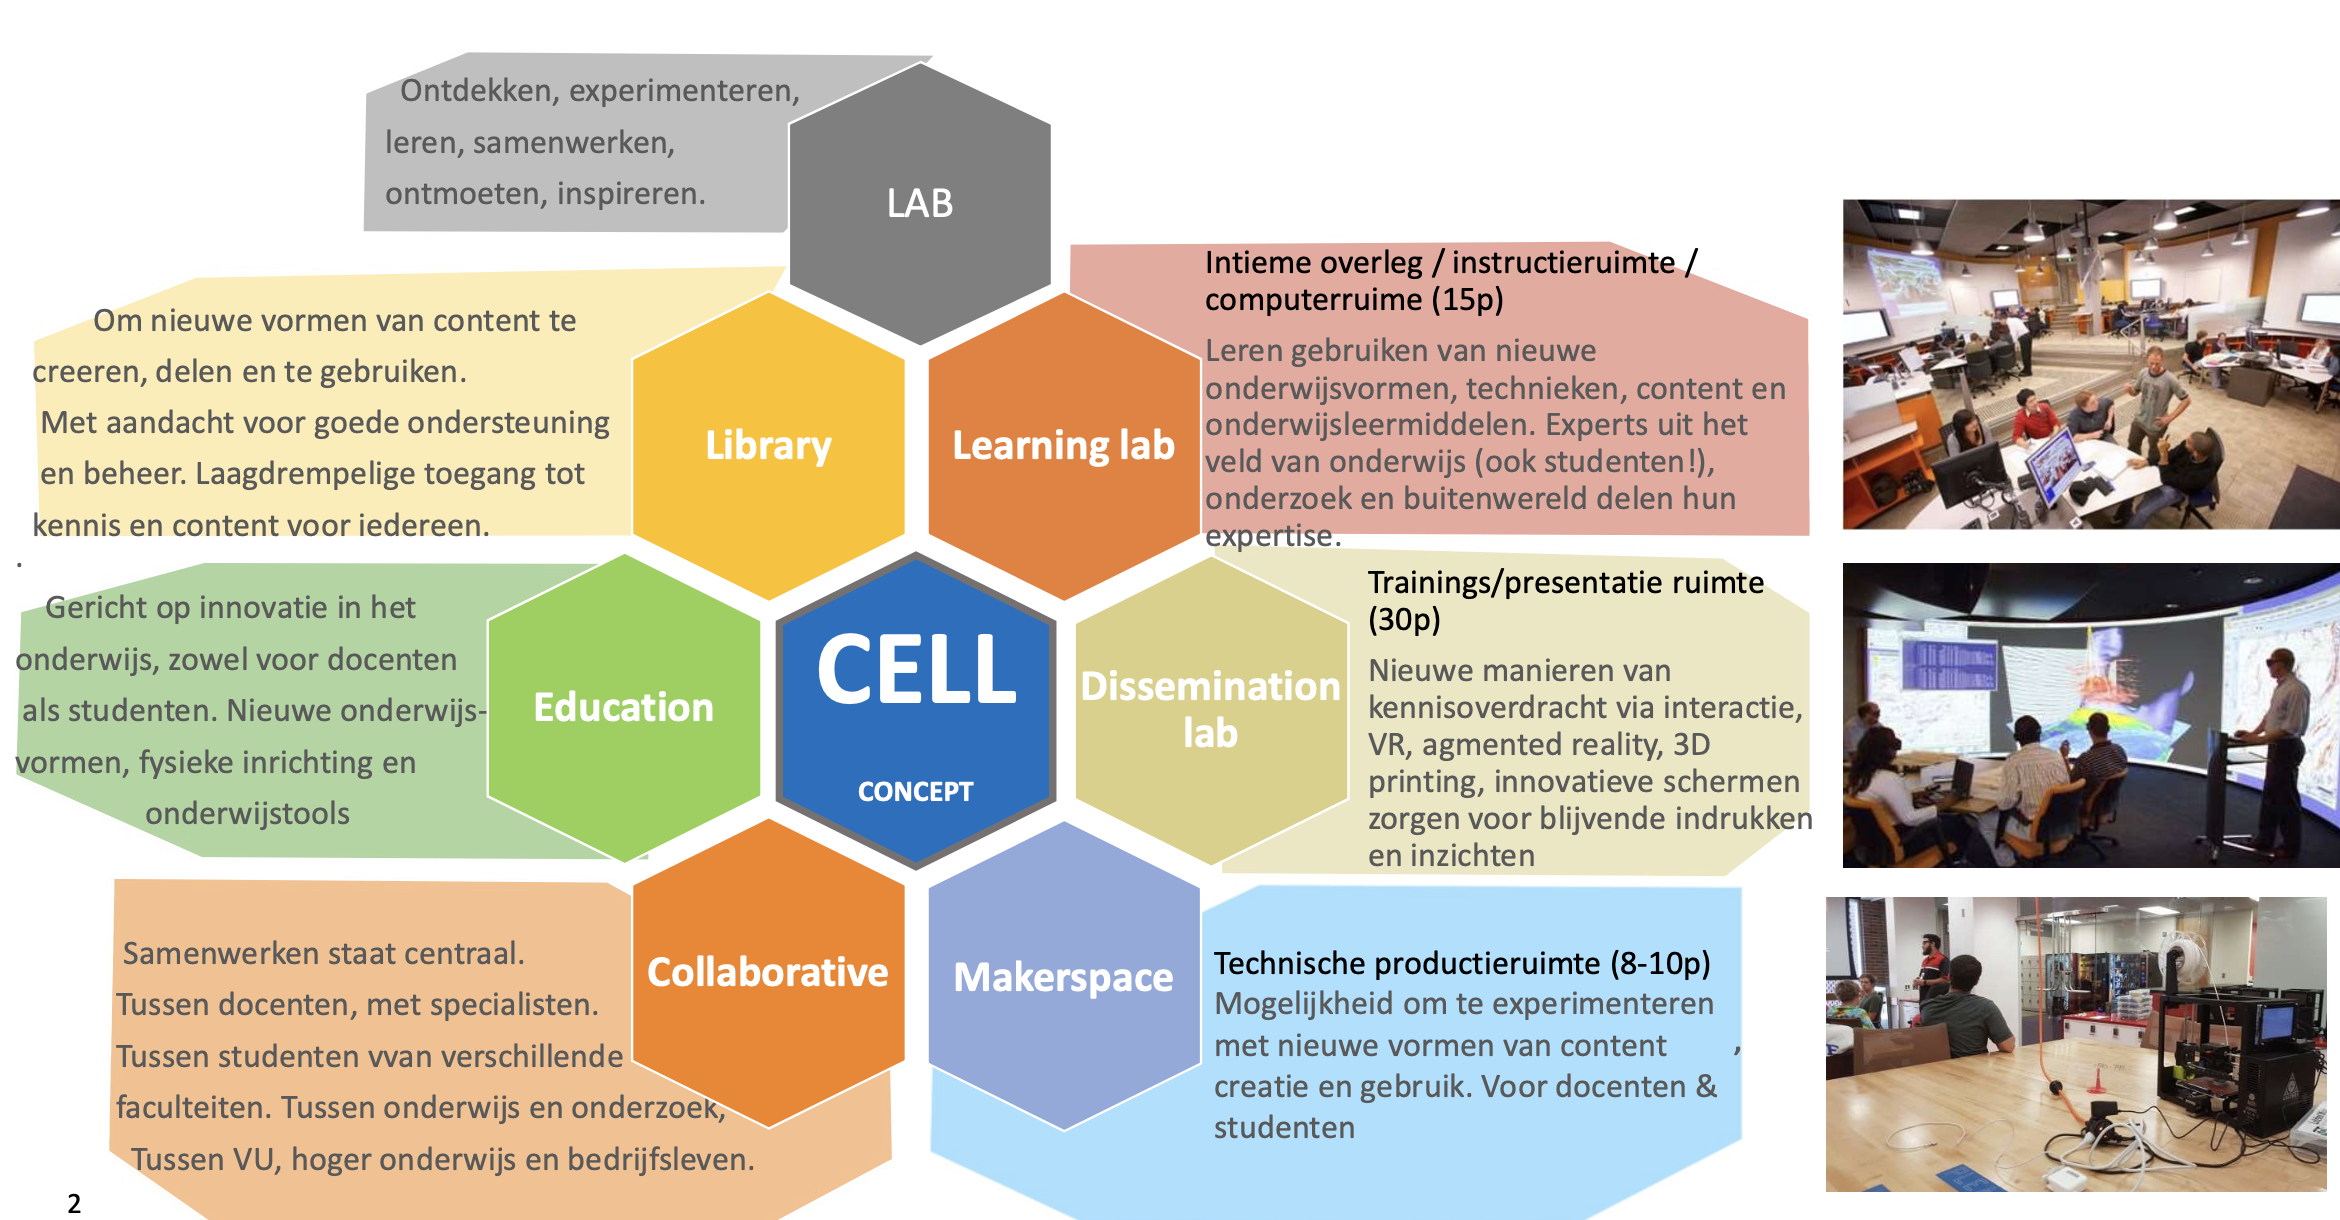 Ontdekken, experimenteren,
leren, samenwerken,
ontmoeten, inspireren.
LAB
Om nieuwe vormen van content te
creeren, delen en te gebruiken.
Met aandacht voor goede ondersteuning
en beheer. Laagdrempelige toegang tot
kennis en content voor iedereen.
.
Library
Learning lab
Intieme overleg / instructieruimte /
computerruime (15p)
Leren gebruiken van nieuwe
onderwijsvormen, technieken, content en
onderwijsleermiddelen. Experts uit het
veld van onderwijs (ook studenten!),
onderzoek en buitenwereld delen hun
expertise.
Gericht op innovatie in het
onderwijs, zowel voor docenten
als studenten. Nieuwe onderwijs-
vormen, fysieke inrichting en
onderwijstools
Education
CELL
CONCEPT
Dissemination
lab
Trainings/presentatie ruimte
(30p)
Nieuwe manieren van
kennisoverdracht via interactie,
VR, agmented reality, 3D
printing, innovatieve schermen
zorgen voor blijvende indrukken
en inzichten
Samenwerken staat centraal.
Tussen docenten, met specialisten.
Tussen studenten vvan verschillende
faculteiten. Tussen onderwijs en onderzoek,
Tussen VU, hoger onderwijs en bedrijfsleven.
Collaborative
Makerspace
Technische productieruimte (8-10p)
Mogelijkheid om te experimenteren
met nieuwe vormen van content ,
creatie en gebruik. Voor docenten &
studenten
2